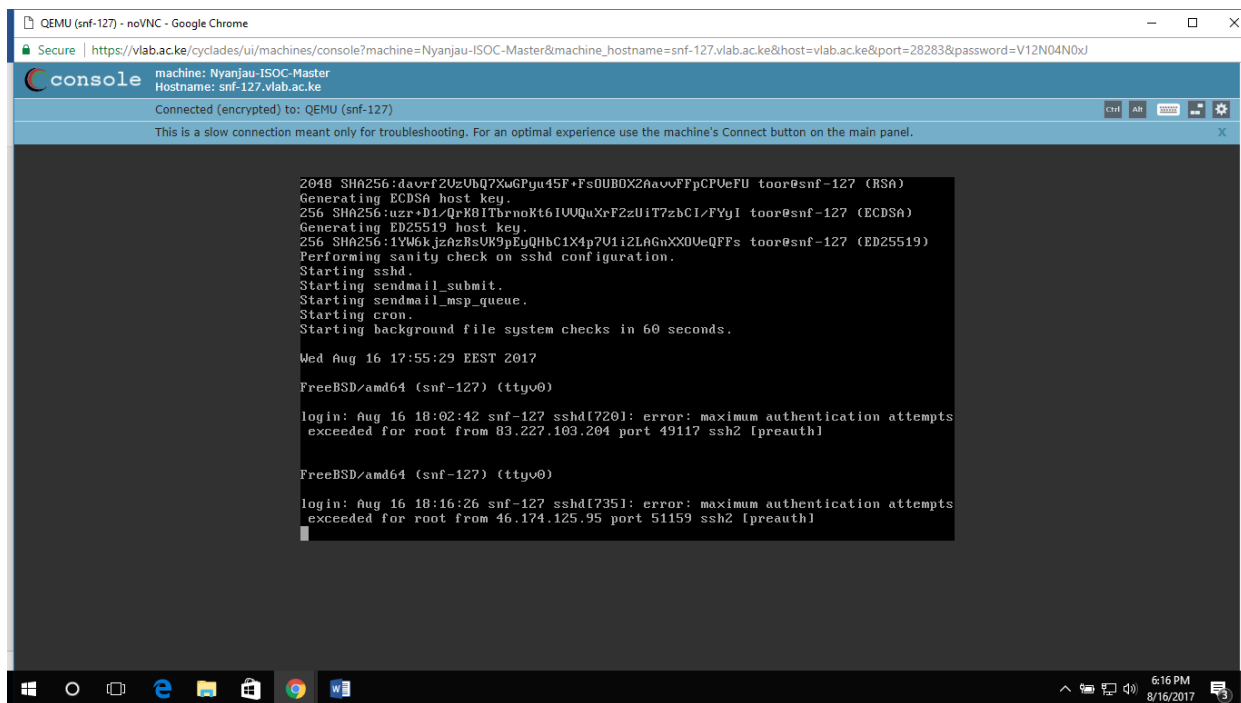 QEMU (snf-127) - noVNC - Google Chrome
Secure | https://vlab.ac.ke/cyclades/ui/machines/console?machine=Nyanjau-ISOC-Master&machine_hostname=snf-127.vlab.ac.ke&host=vlab.ac.ke&port=28283&password=V12N04N0xJ
console
machine: Nyanjau-ISOC-Master
Hostname: snf-127.vlab.ac.ke
Connected (encrypted) to: QEMU (snf-127)
Ctrl Alt
This is a slow connection meant only for troubleshooting. For an optimal experience use the machine's Connect button on the main panel. X
2048 SHA256:davrf2VzVbQ7XwGPyu45F+FsOUBOX2AavvFFpCPVeFU toor@snf-127 (RSA)
Generating ECDSA host key.
256 SHA256:uzr+D1/QrK8ITbrnoKt6IVVQuXrF2zUiT7zbCI/FYyI toor@snf-127 (ECDSA)
Generating ED25519 host key.
256 SHA256:1YW6kjzAzRsVK9pEyQHbC1X4p7V1i2LAGnXXOVeQFFs toor@snf-127 (ED25519)
Performing sanity check on sshd configuration.
Starting sshd.
Starting sendmail_submit.
Starting sendmail_msp_queue.
Starting cron.
Starting background file system checks in 60 seconds.
Wed Aug 16 17:55:29 EEST 2017
FreeBSD/amd64 (snf-127) (ttyv0)
login: Aug 16 18:02:42 snf-127 sshd[720]: error: maximum authentication attempts
exceeded for root from 83.227.103.204 port 49117 ssh2 [preauth]
FreeBSD/amd64 (snf-127) (ttyv0)
login: Aug 16 18:16:26 snf-127 sshd[735]: error: maximum authentication attempts
exceeded for root from 46.174.125.95 port 51159 ssh2 [preauth]
6:16 PM
8/16/2017
3